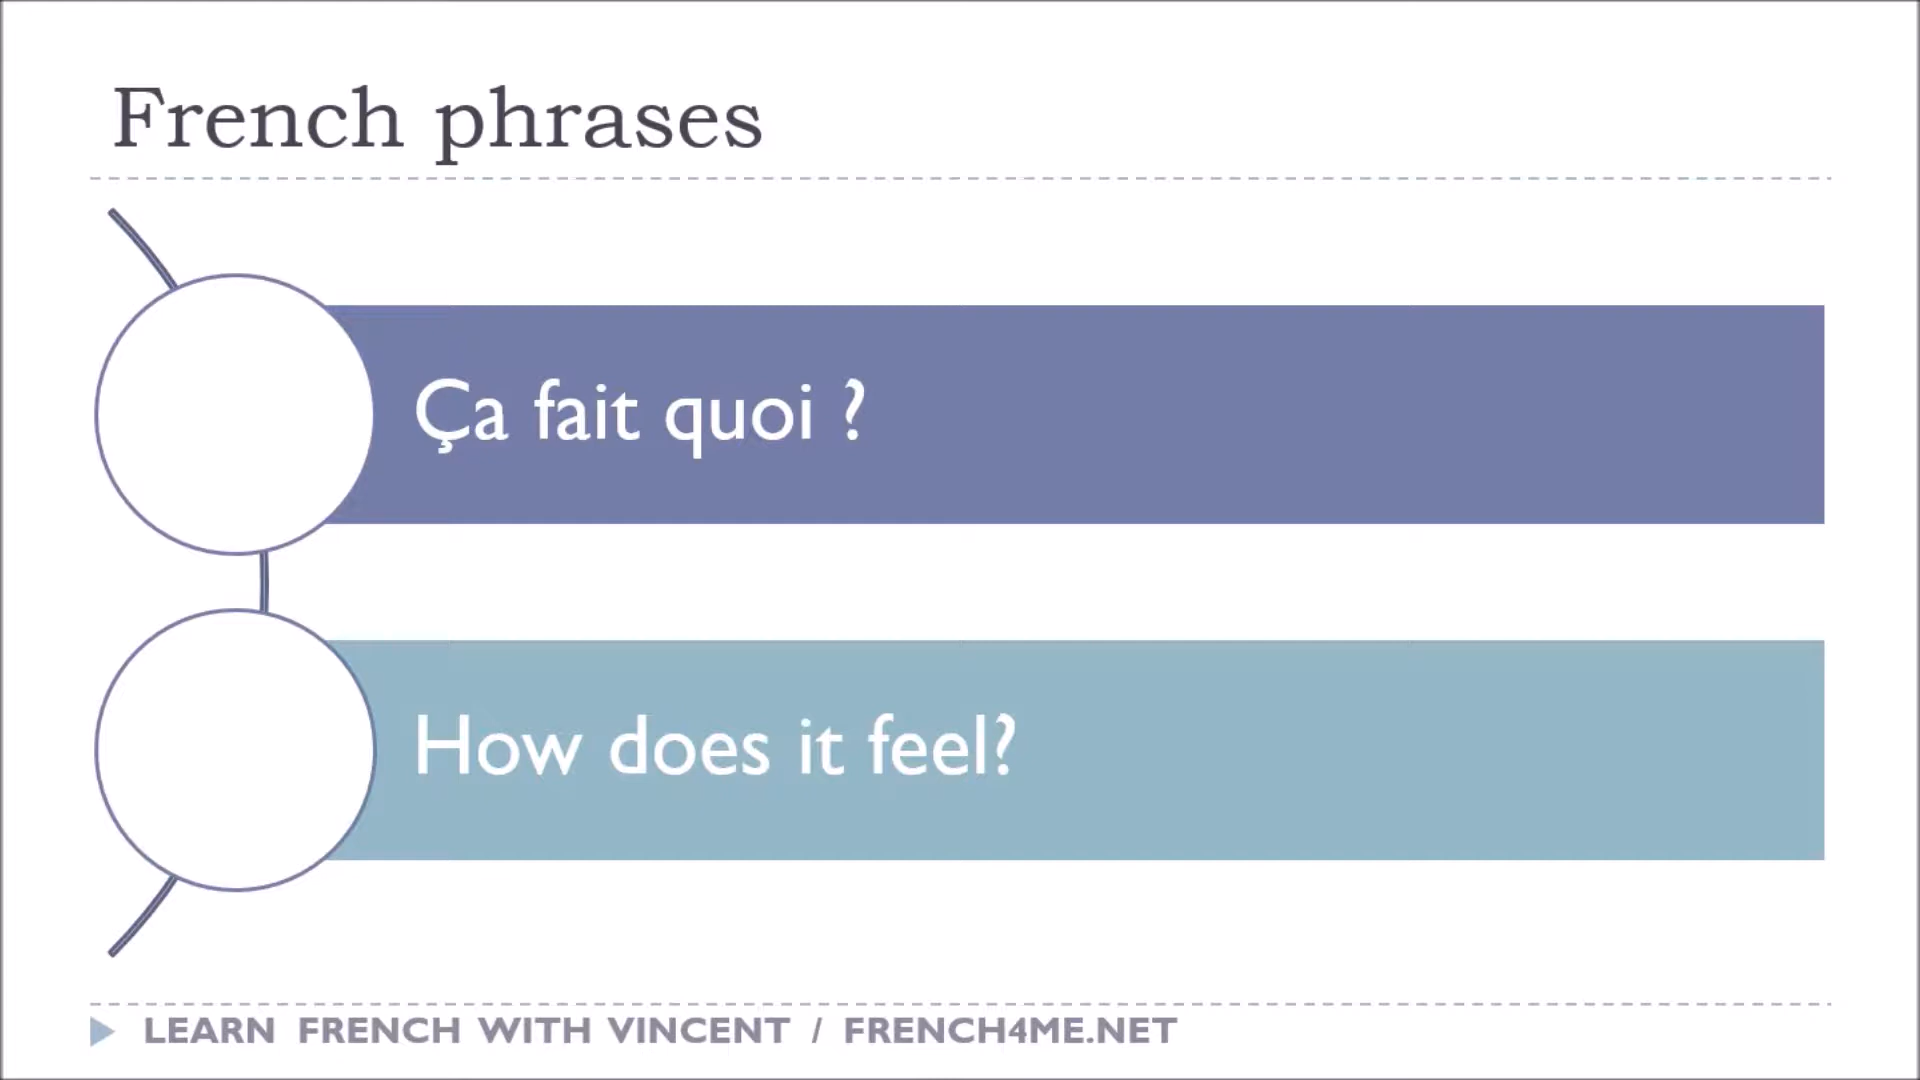 French phrases
Ça fait quoi ?
How does it feel?
LEARN FRENCH WITH VINCENT / FRENCH4ME.NET